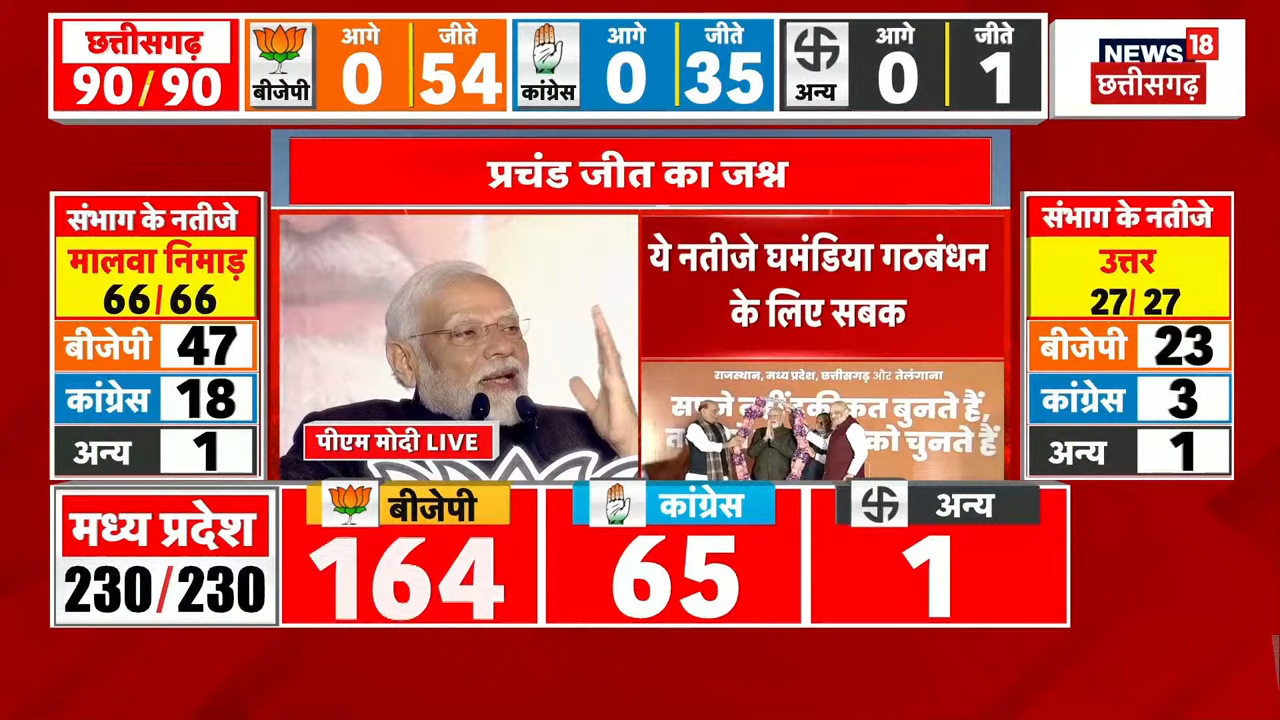 छत्तीसगढ़
90/90
बीजेपी
आगे
0
जीते
54
कांग्रेस
आगे
0
जीते
35
अन्य
आगे
0
जीते
1
NEWS 18
छत्तीसगढ़
प्रचंड जीत का जश्न
संभाग के नतीजे
मालवा निमाड़
66/66
बीजेपी 47
कांग्रेस 18
अन्य 1
ये नतीजे घमंडिया गठबंधन
के लिए सबक
राजस्थान, मध्य प्रदेश, छत्तीसगढ़ और तेलंगाना
बुनते हैं,
को चुनते हैं
पीएम मोदी LIVE
संभाग के नतीजे
उत्तर
27/27
बीजेपी 23
कांग्रेस 3
अन्य 1
मध्य प्रदेश
230/230
बीजेपी
164
कांग्रेस
65
अन्य
1